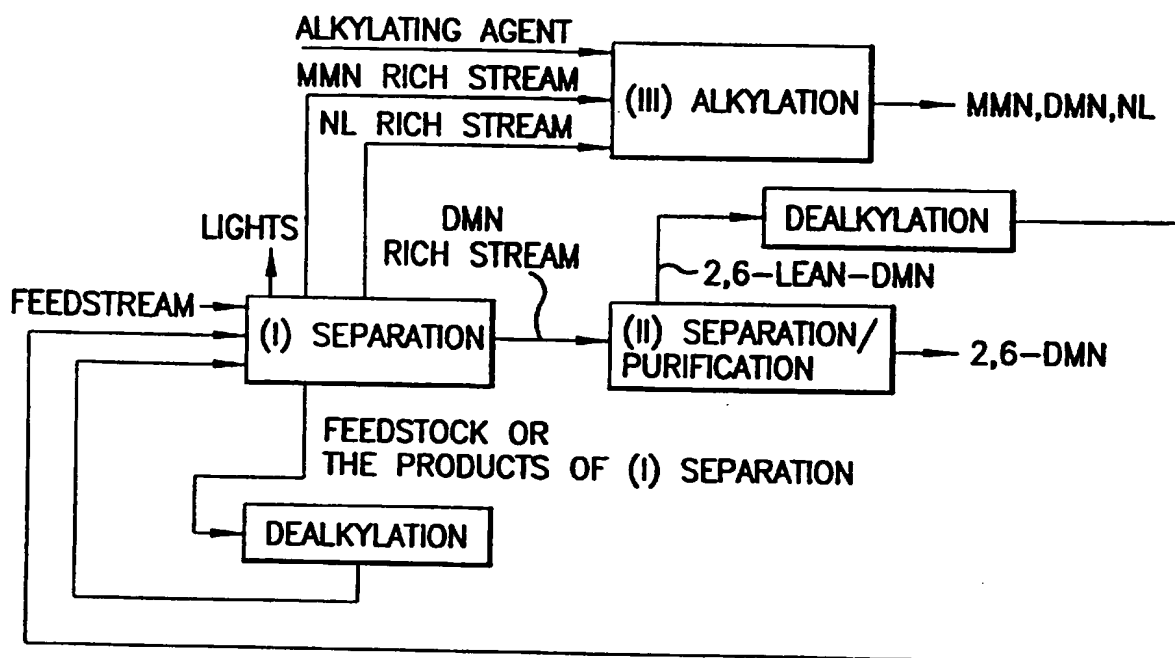 ALKYLATING AGENT
MMN RICH STREAM
NL RICH STREAM
(III) ALKYLATION
MMN,DMN,NL
LIGHTS
DMN
RICH STREAM
DEALKYLATION
2,6-LEAN-DMN
FEEDSTREAM
(I) SEPARATION
(II) SEPARATION/
PURIFICATION
2,6-DMN
FEEDSTOCK OR
THE PRODUCTS OF (I) SEPARATION
DEALKYLATION